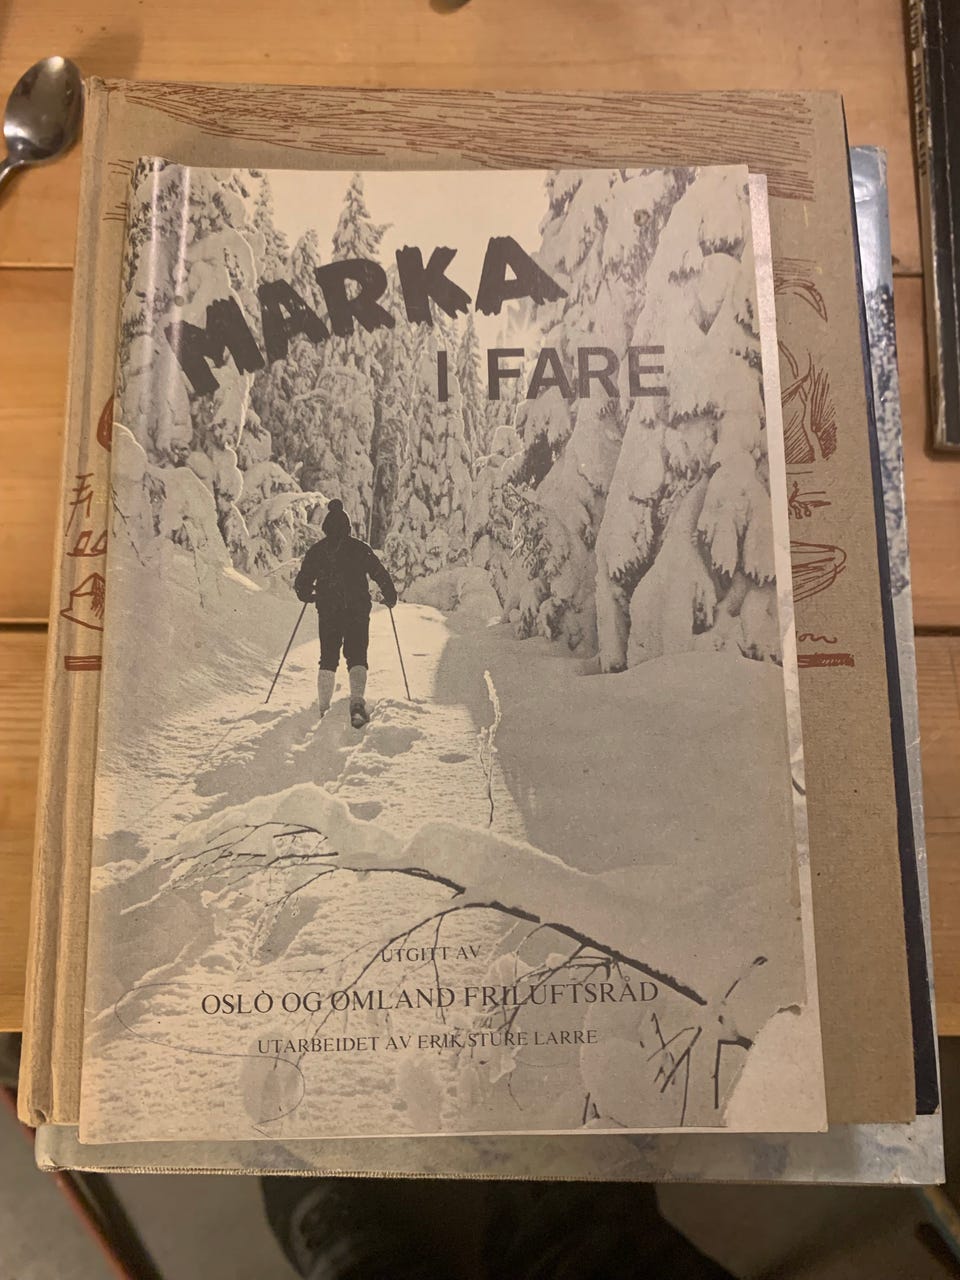 MARKA
I FARE
UTGITT AV
OSLO OG OMLAND FRILUFTSRÅD
UTARBEIDET AV ERIK STURE LARRE